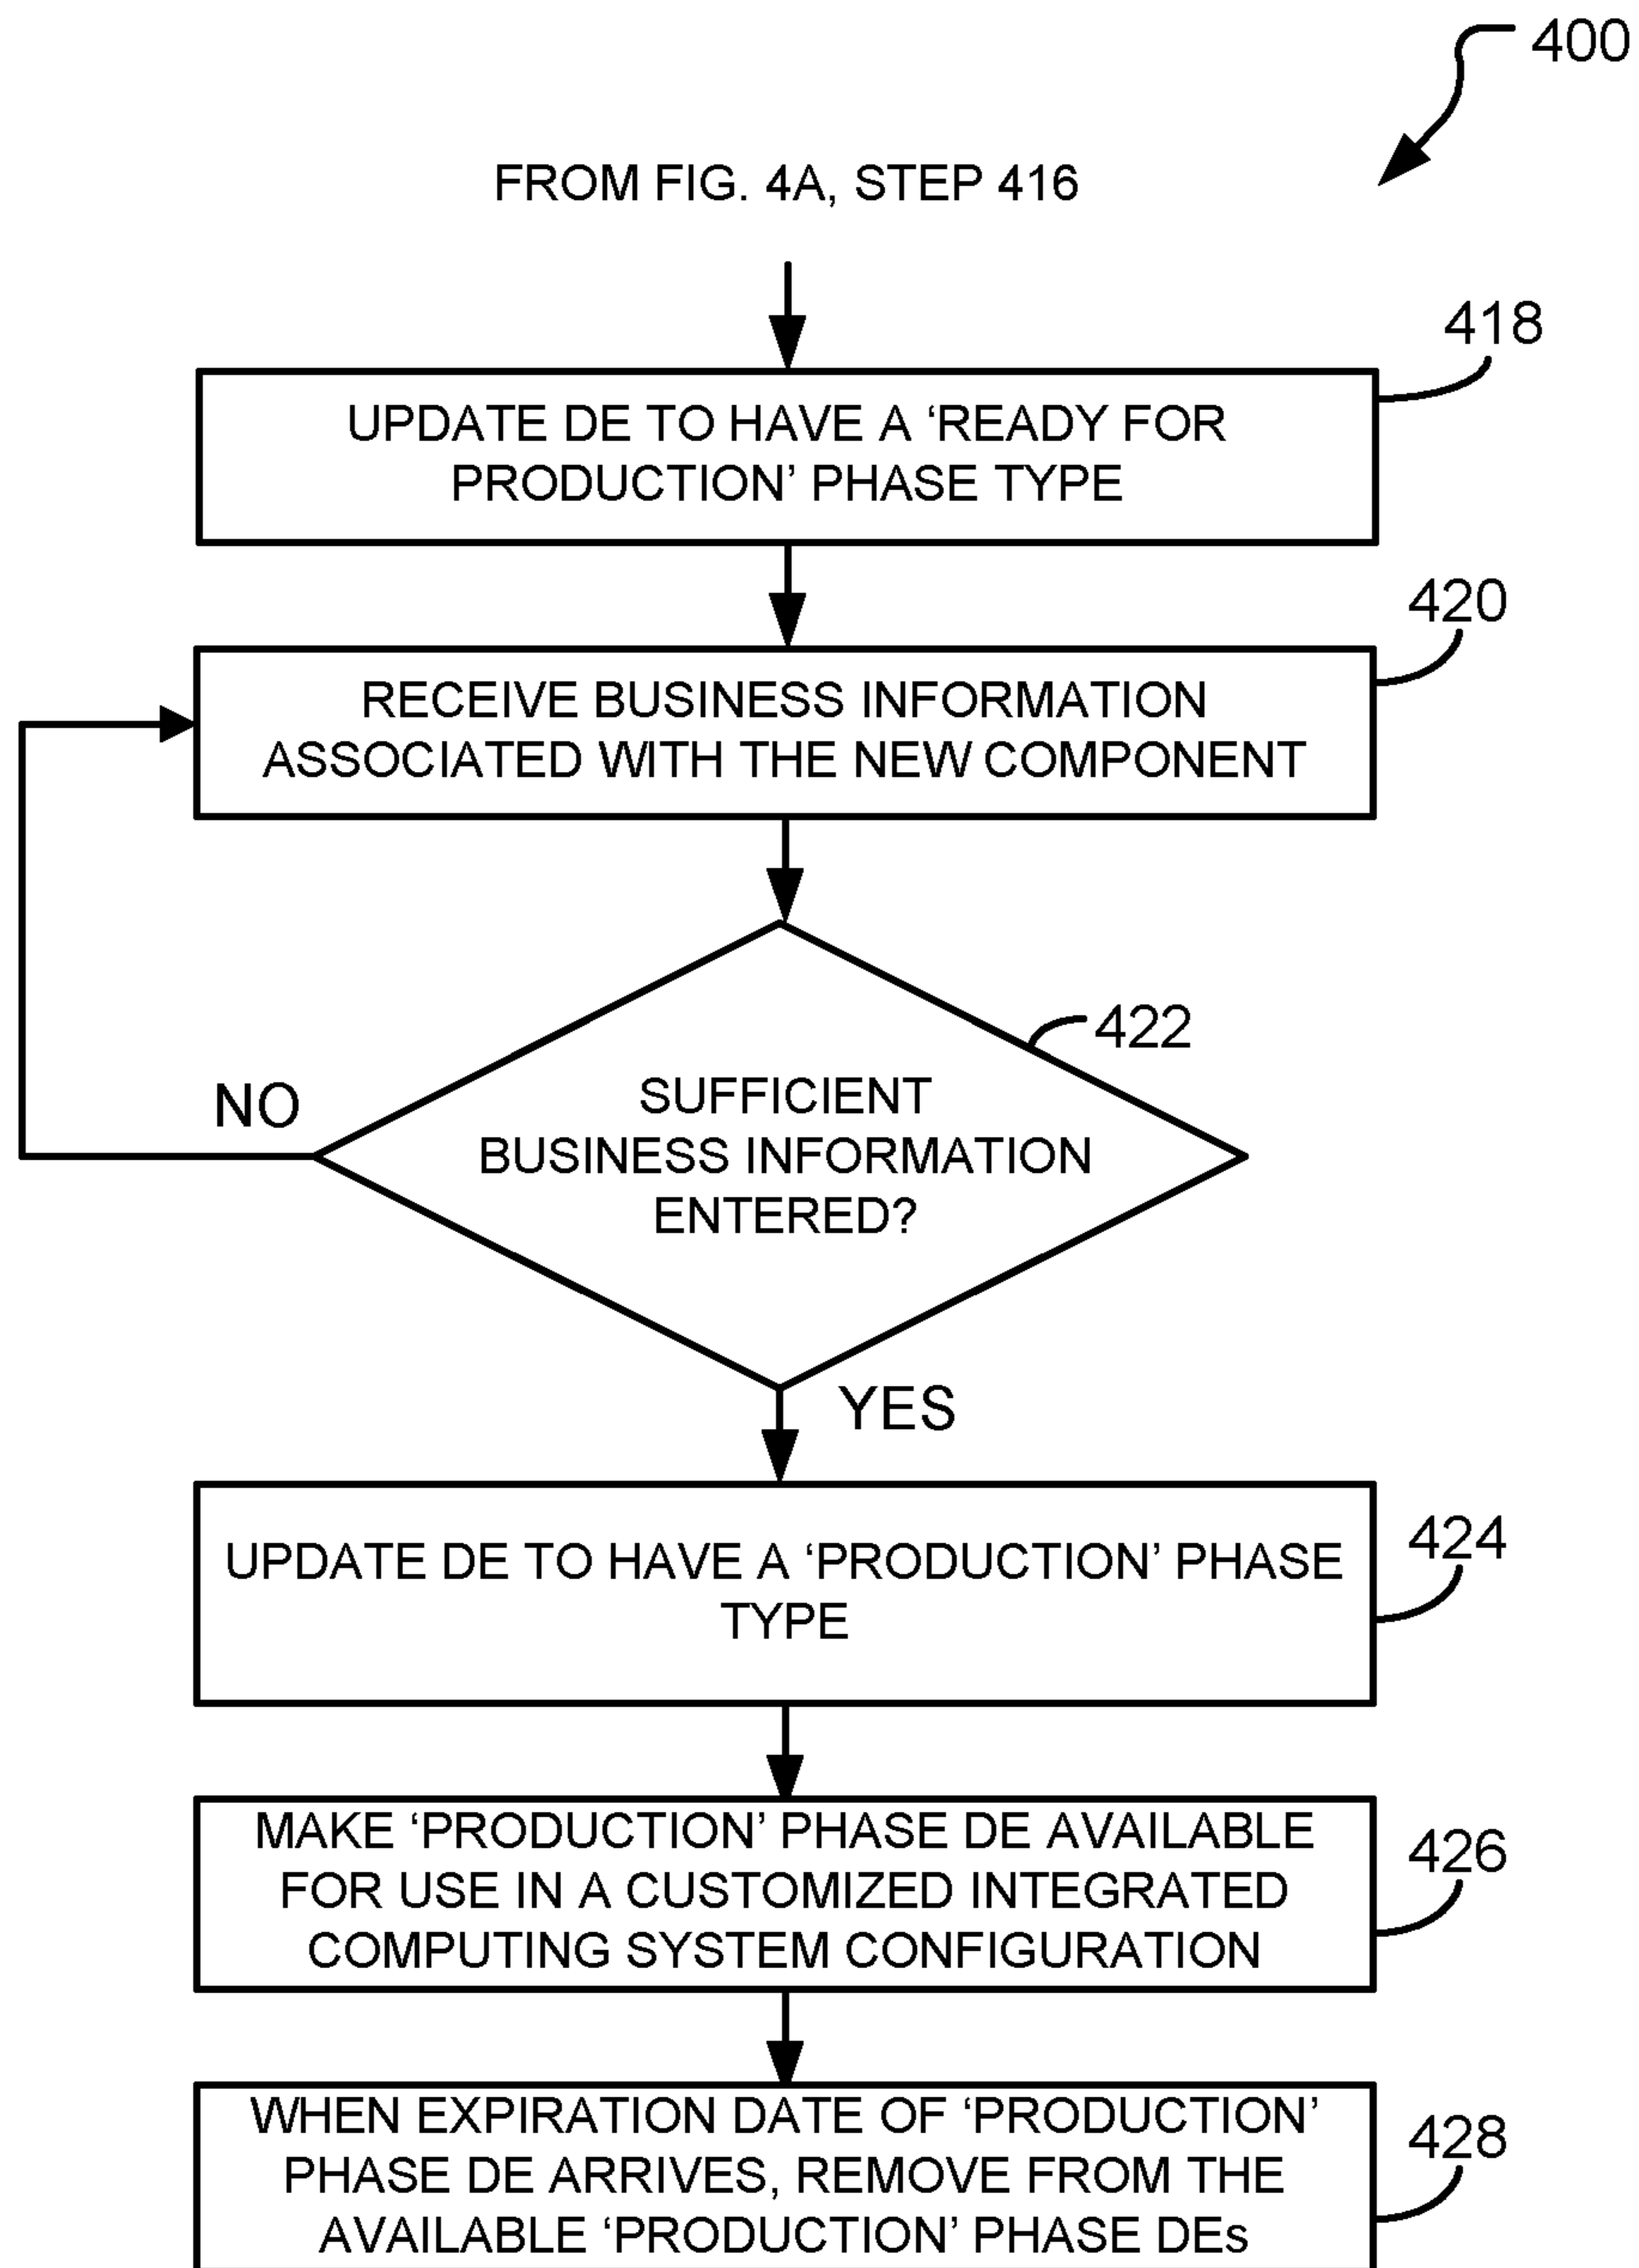 400
FROM FIG. 4A, STEP 416
418
UPDATE DE TO HAVE A ‘READY FOR
PRODUCTION’ PHASE TYPE
420
RECEIVE BUSINESS INFORMATION
ASSOCIATED WITH THE NEW COMPONENT
422
SUFFICIENT
BUSINESS INFORMATION
ENTERED?
NO
YES
424
UPDATE DE TO HAVE A ‘PRODUCTION’ PHASE
TYPE
426
MAKE ‘PRODUCTION’ PHASE DE AVAILABLE
FOR USE IN A CUSTOMIZED INTEGRATED
COMPUTING SYSTEM CONFIGURATION
428
WHEN EXPIRATION DATE OF ‘PRODUCTION’
PHASE DE ARRIVES, REMOVE FROM THE
AVAILABLE ‘PRODUCTION’ PHASE DEs